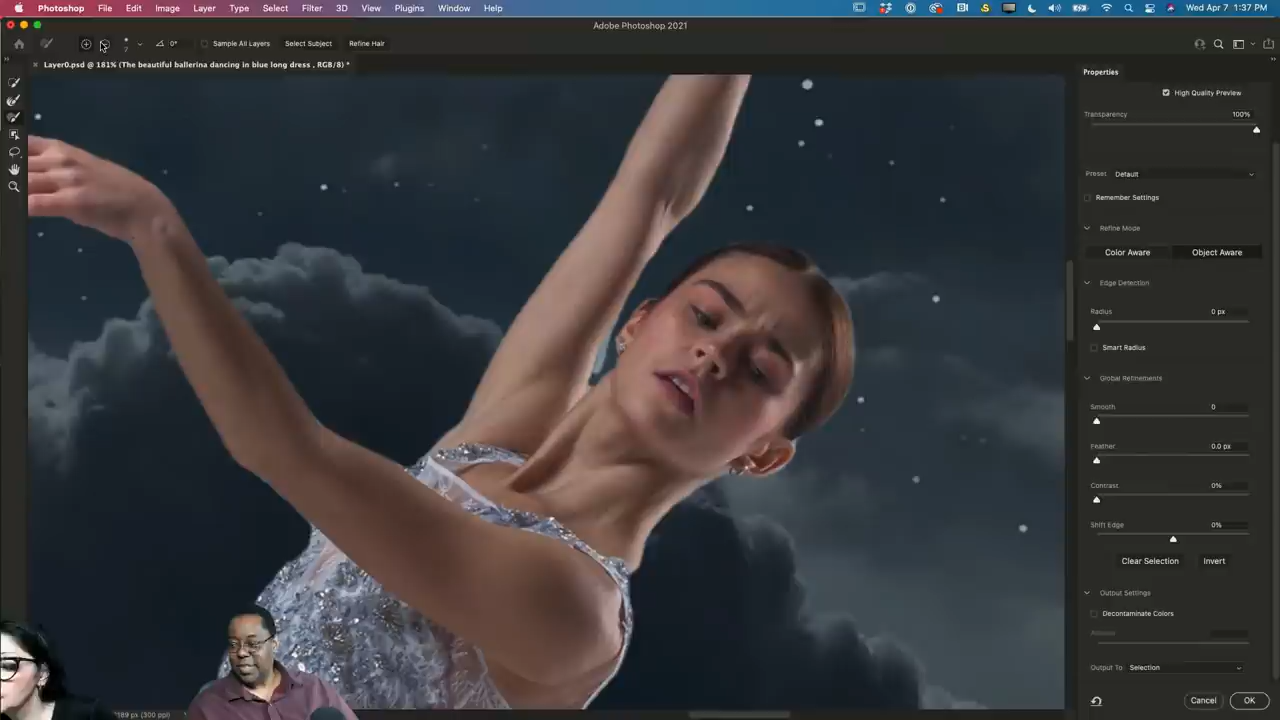 Photoshop File Edit Image Layer Type Select Filter 3D View Plugins Window Help Wed Apr 7 1:37 PM
Adobe Photoshop 2021
7 0° Sample All Layers Select Subject Refine Hair
Layer0.psd @ 181% (The beautiful ballerina dancing in blue long dress , RGB/8) *
Properties
High Quality Preview
Transparency 100%
Preset Default
Remember Settings
Refine Mode
Color Aware Object Aware
Edge Detection
Radius 0 px
Smart Radius
Global Refinements
Smooth 0
Feather 0.0 px
Contrast 0%
Shift Edge 0%
Clear Selection Invert
Output Settings
Decontaminate Colors
Output To Selection
Cancel OK
(300 ppi)